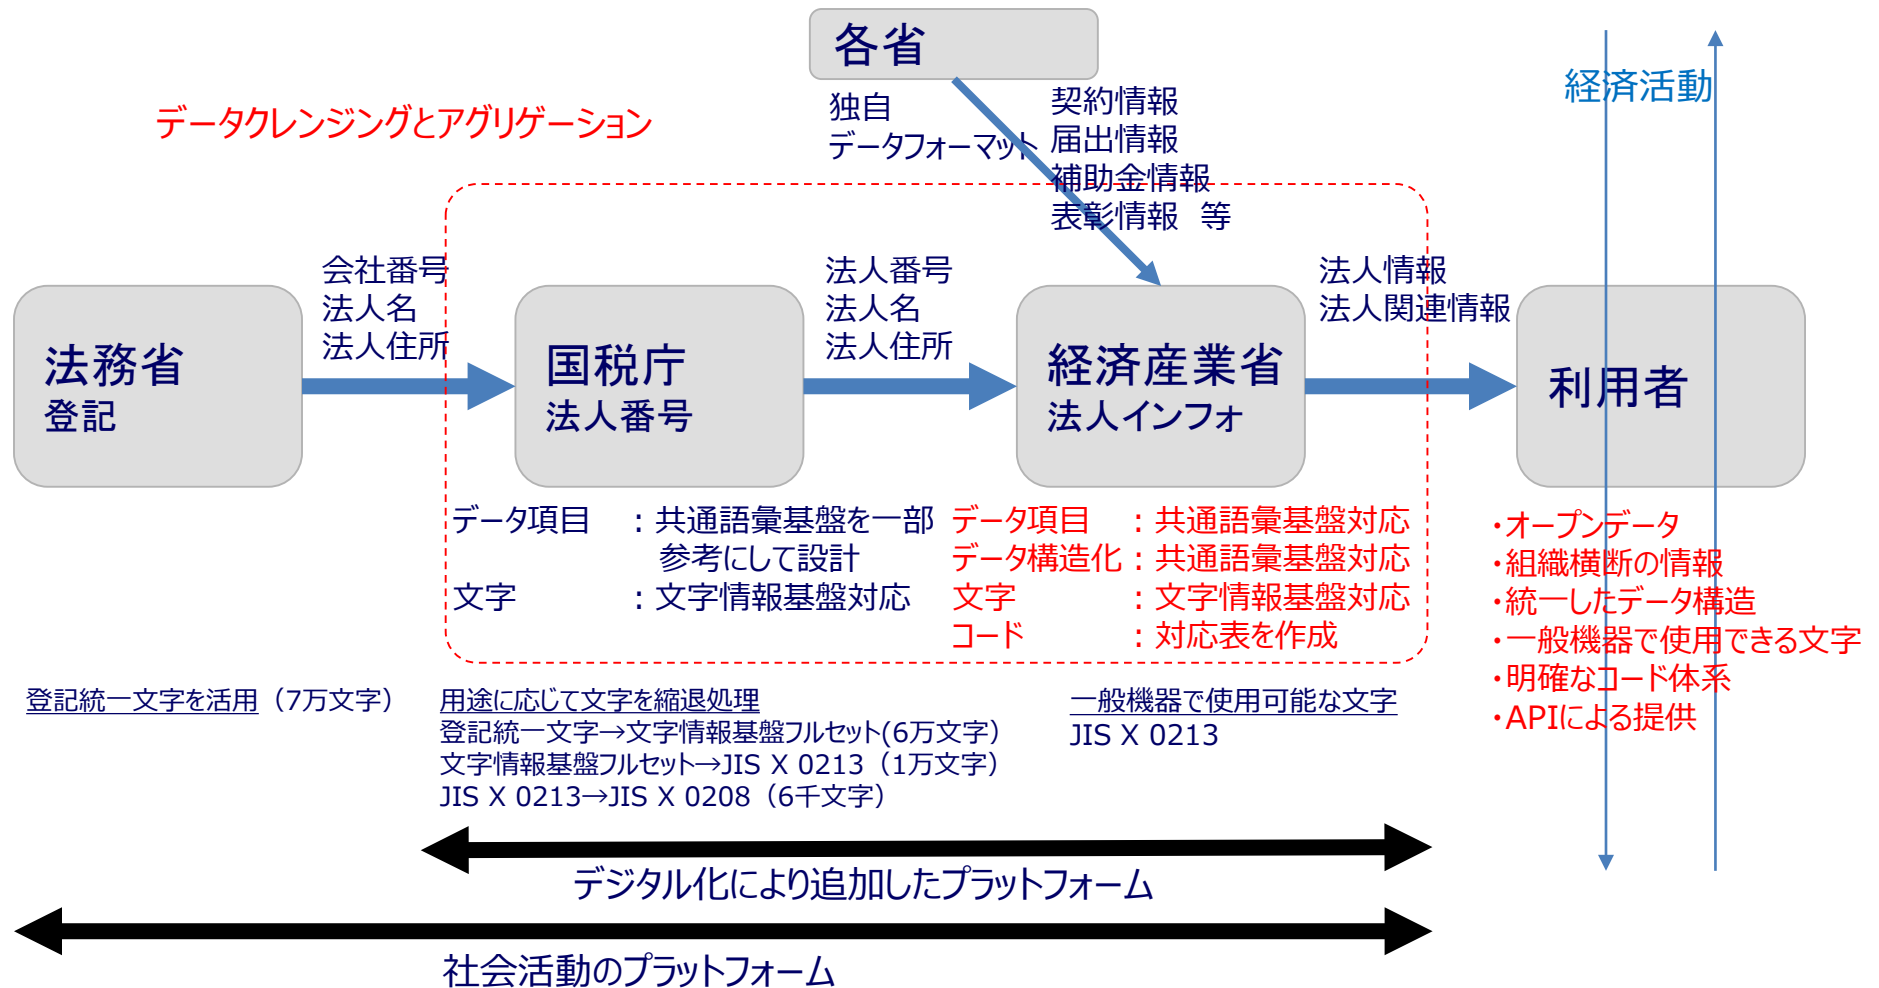 各省
経済活動
データクレンジングとアグリゲーション
独自
データフォーマット
契約情報
届出情報
補助金情報
表彰情報　等
会社番号
法人名
法人住所
法人番号
法人名
法人住所
法人情報
法人関連情報
法務省
登記
国税庁
法人番号
経済産業省
法人インフォ
利用者
データ項目　：共通語彙基盤を一部
参考にして設計
文字　：文字情報基盤対応
データ項目　：共通語彙基盤対応
データ構造化：共通語彙基盤対応
文字　：文字情報基盤対応
コード　：対応表を作成
・オープンデータ
・組織横断の情報
・統一したデータ構造
・一般機器で使用できる文字
・明確なコード体系
・APIによる提供
登記統一文字を活用（7万文字）
用途に応じて文字を縮退処理
登記統一文字→文字情報基盤フルセット(6万文字）
文字情報基盤フルセット→JIS X 0213（1万文字）
JIS X 0213→JIS X 0208（6千文字）
一般機器で使用可能な文字
JIS X 0213
デジタル化により追加したプラットフォーム
社会活動のプラットフォーム